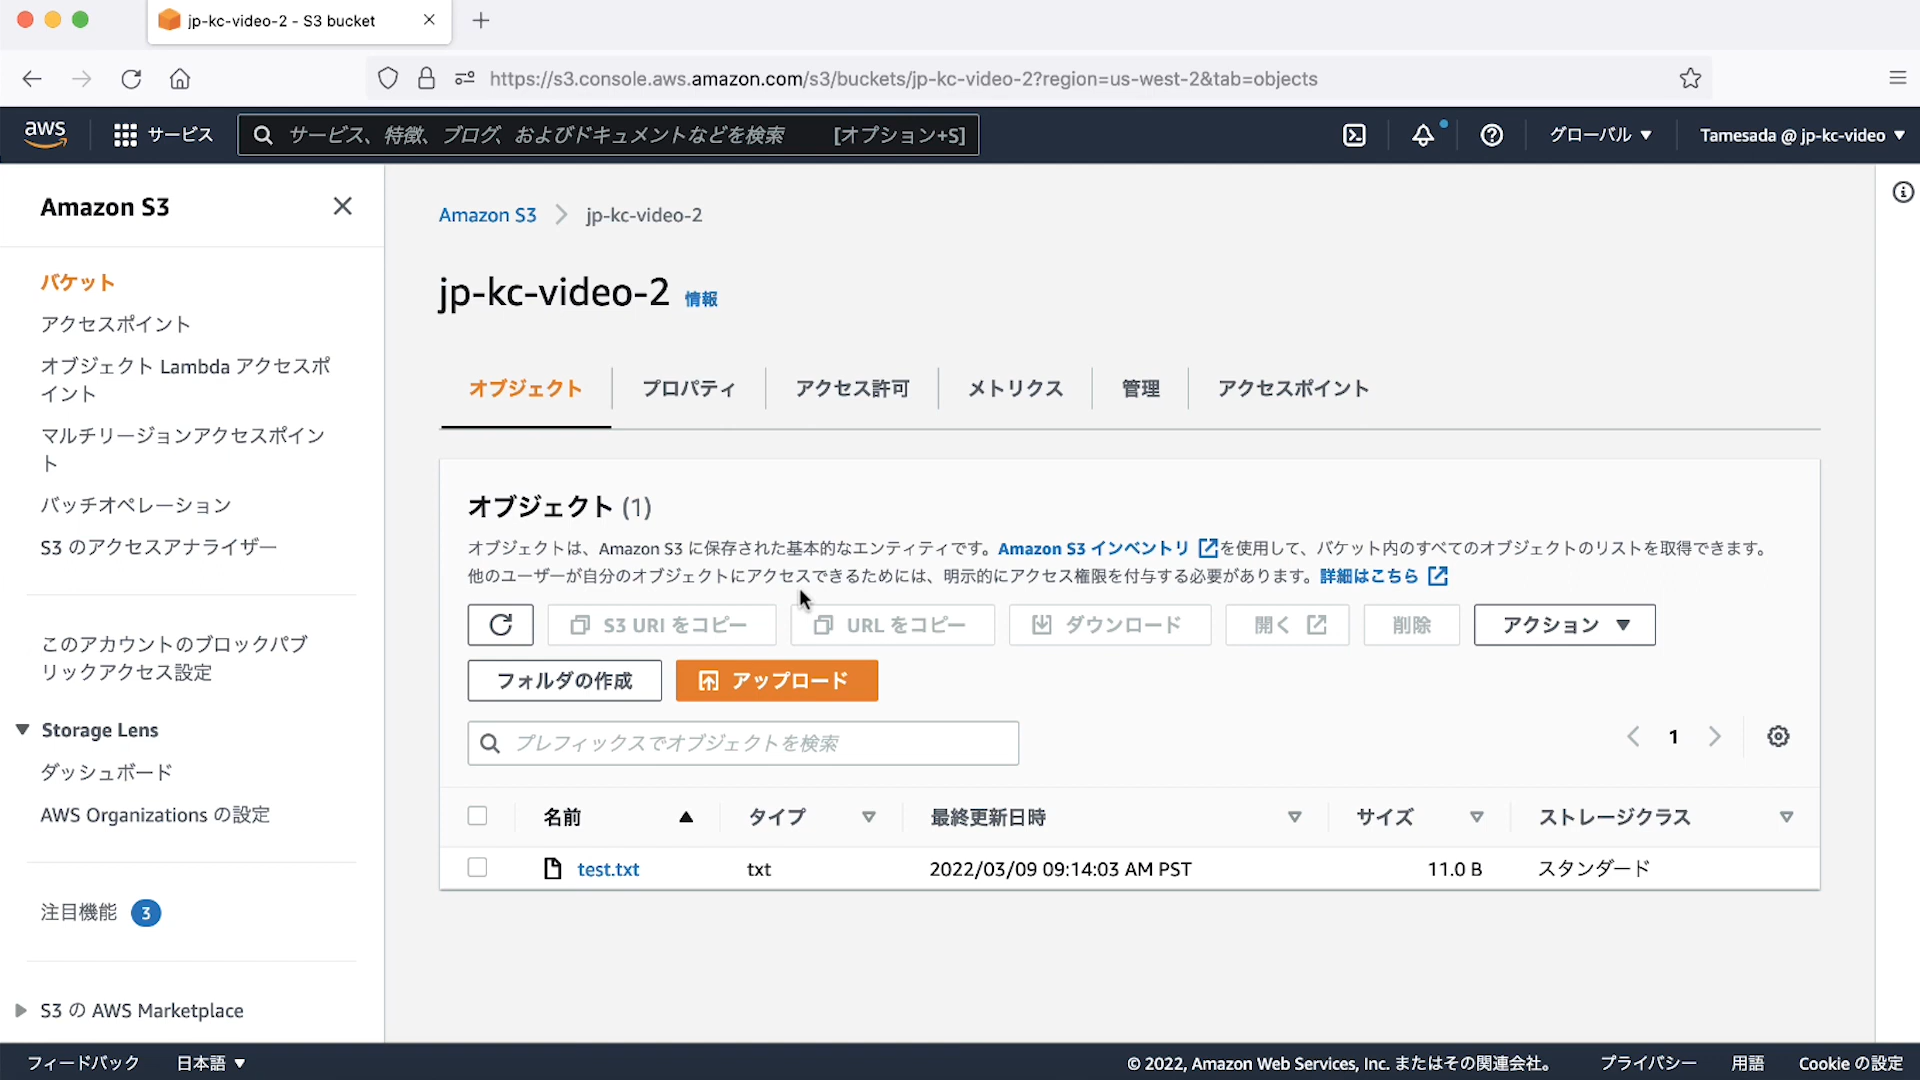 jp-kc-video-2 - S3 bucket
https://s3.console.aws.amazon.com/s3/buckets/jp-kc-video-2?region=us-west-2&tab=objects
aws
サービス
サービス、特徴、ブログ、およびドキュメントなどを検索
[オプション+S]
グローバル ▼
Tamesada @ jp-kc-video ▼
Amazon S3
バケット
アクセスポイント
オブジェクト Lambda アクセスポ
イント
マルチリージョンアクセスポイン
ト
バッチオペレーション
S3 のアクセスアナライザー
このアカウントのブロックパブ
リックアクセス設定
Storage Lens
ダッシュボード
AWS Organizations の設定
注目機能 3
S3 の AWS Marketplace
Amazon S3 > jp-kc-video-2
jp-kc-video-2 情報
オブジェクト
プロパティ
アクセス許可
メトリクス
管理
アクセスポイント
オブジェクト (1)
オブジェクトは、Amazon S3 に保存された基本的なエンティティです。Amazon S3 インベントリ を使用して、バケット内のすべてのオブジェクトのリストを取得できます。
他のユーザーが自分のオブジェクトにアクセスできるためには、明示的にアクセス権限を付与する必要があります。詳細はこちら
S3 URI をコピー
URL をコピー
ダウンロード
開く
削除
アクション ▼
フォルダの作成
アップロード
プレフィックスでオブジェクトを検索
1
名前
タイプ
最終更新日時
サイズ
ストレージクラス
test.txt
txt
2022/03/09 09:14:03 AM PST
11.0 B
スタンダード
フィードバック
日本語 ▼
© 2022, Amazon Web Services, Inc. またはその関連会社。
プライバシー
用語
Cookie の設定